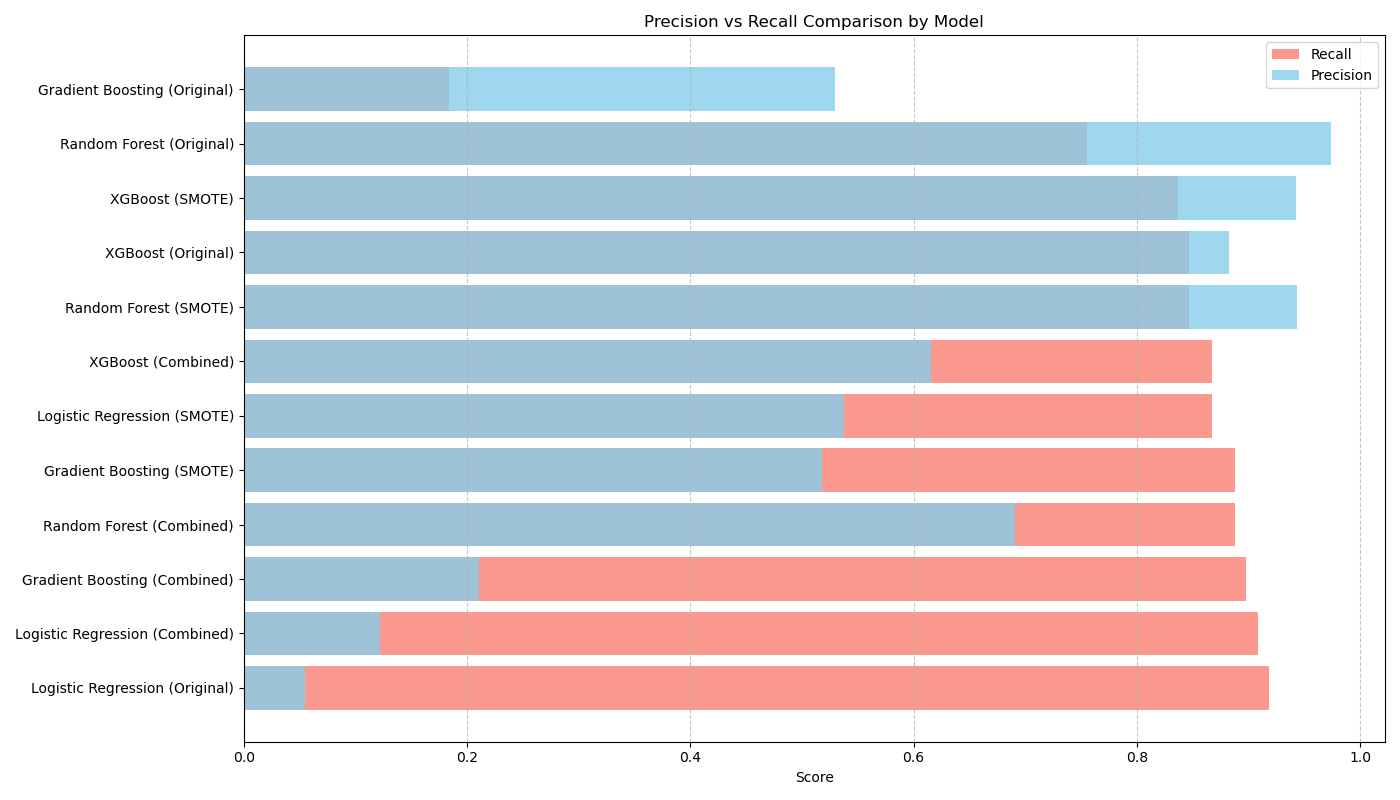 Precision vs Recall Comparison by Model
Recall
Precision
Gradient Boosting (Original)
Random Forest (Original)
XGBoost (SMOTE)
XGBoost (Original)
Random Forest (SMOTE)
XGBoost (Combined)
Logistic Regression (SMOTE)
Gradient Boosting (SMOTE)
Random Forest (Combined)
Gradient Boosting (Combined)
Logistic Regression (Combined)
Logistic Regression (Original)
0.0 0.2 0.4 0.6 0.8 1.0
Score